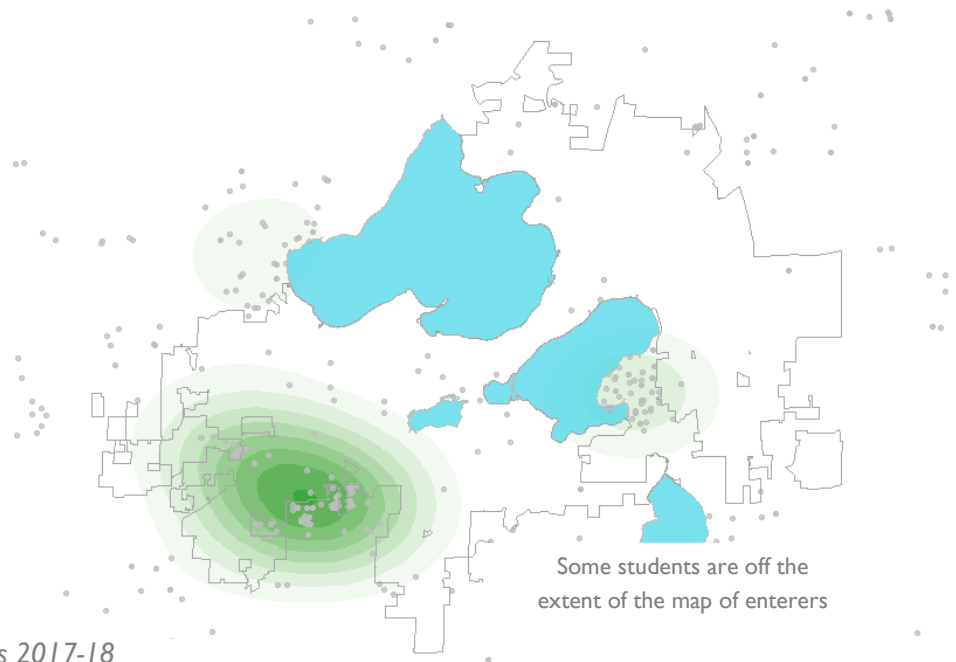 Some students are off the
extent of the map of enterers
s 2017-18